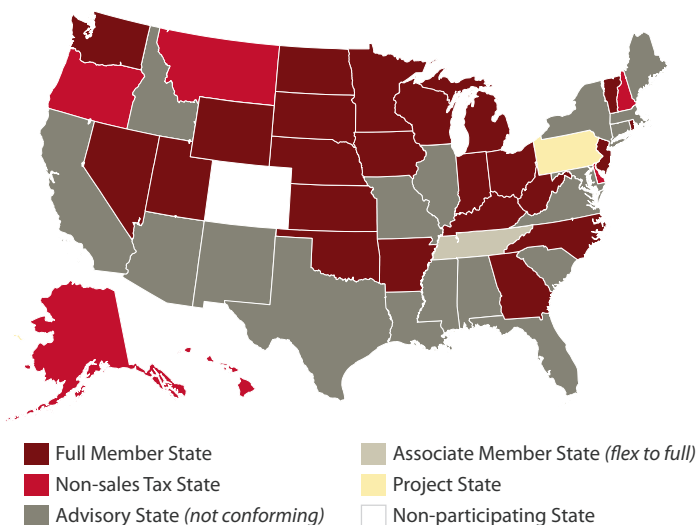 Full Member State
Non-sales Tax State
Advisory State (not conforming)
Associate Member State (flex to full)
Project State
Non-participating State